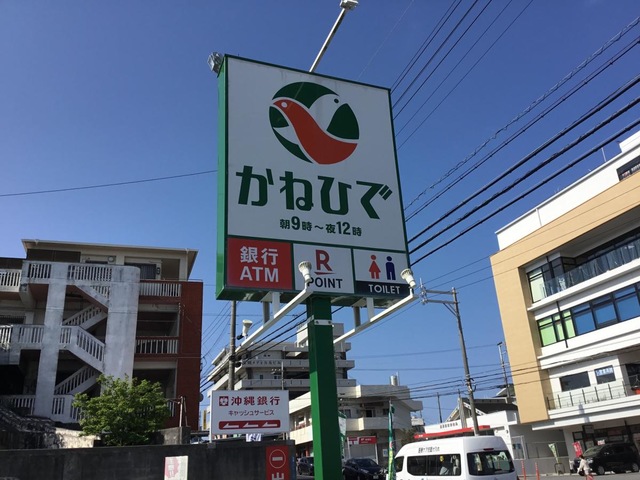 かねひで
朝9時～夜12時
銀行
ATM
R
POINT
TOILET
沖縄銀行
キャッシュサービス